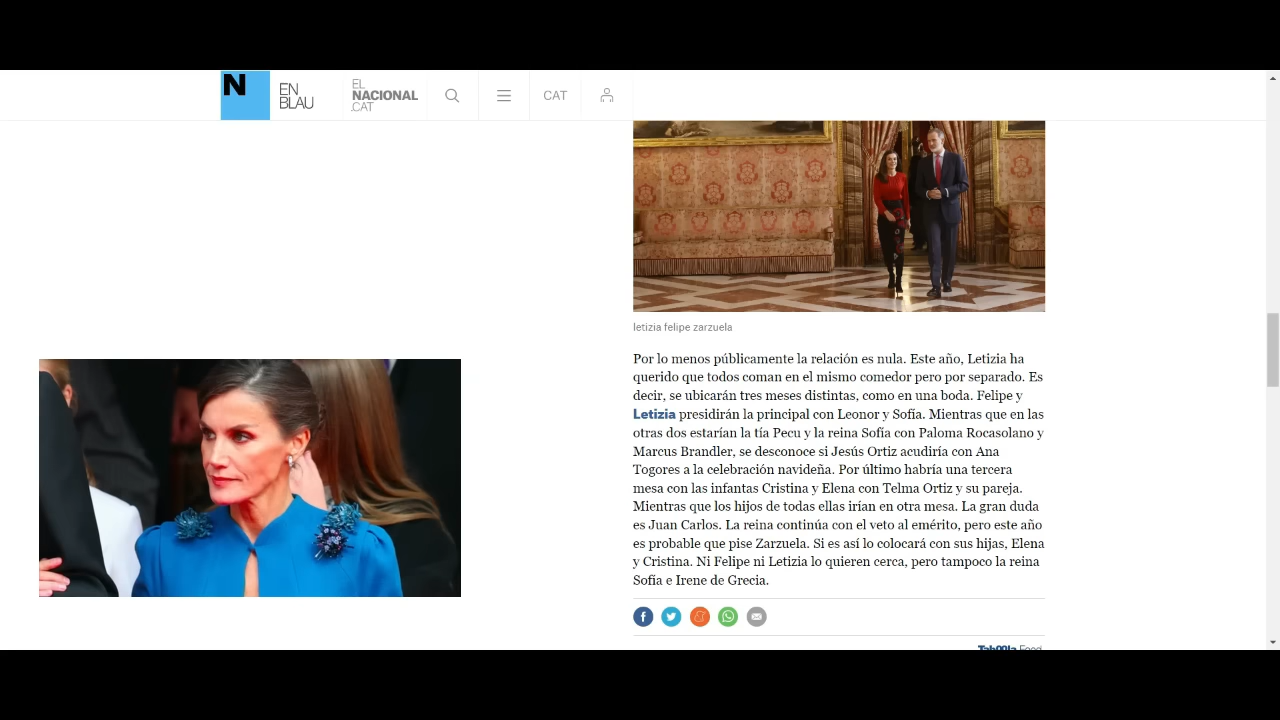 N
EN
BLAU
EL
NACIONAL
.CAT
CAT
letizia felipe zarzuela
Por lo menos públicamente la relación es nula. Este año, Letizia ha
querido que todos coman en el mismo comedor pero por separado. Es
decir, se ubicarán tres meses distintas, como en una boda. Felipe y
Letizia presidirán la principal con Leonor y Sofía. Mientras que en las
otras dos estarían la tía Pecu y la reina Sofía con Paloma Rocasolano y
Marcus Brandler, se desconoce si Jesús Ortiz acudiría con Ana
Togores a la celebración navideña. Por último habría una tercera
mesa con las infantas Cristina y Elena con Telma Ortiz y su pareja.
Mientras que los hijos de todas ellas irían en otra mesa. La gran duda
es Juan Carlos. La reina continúa con el veto al emérito, pero este año
es probable que pise Zarzuela. Si es así lo colocará con sus hijas, Elena
y Cristina. Ni Felipe ni Letizia lo quieren cerca, pero tampoco la reina
Sofía e Irene de Grecia.
Taboola Feed